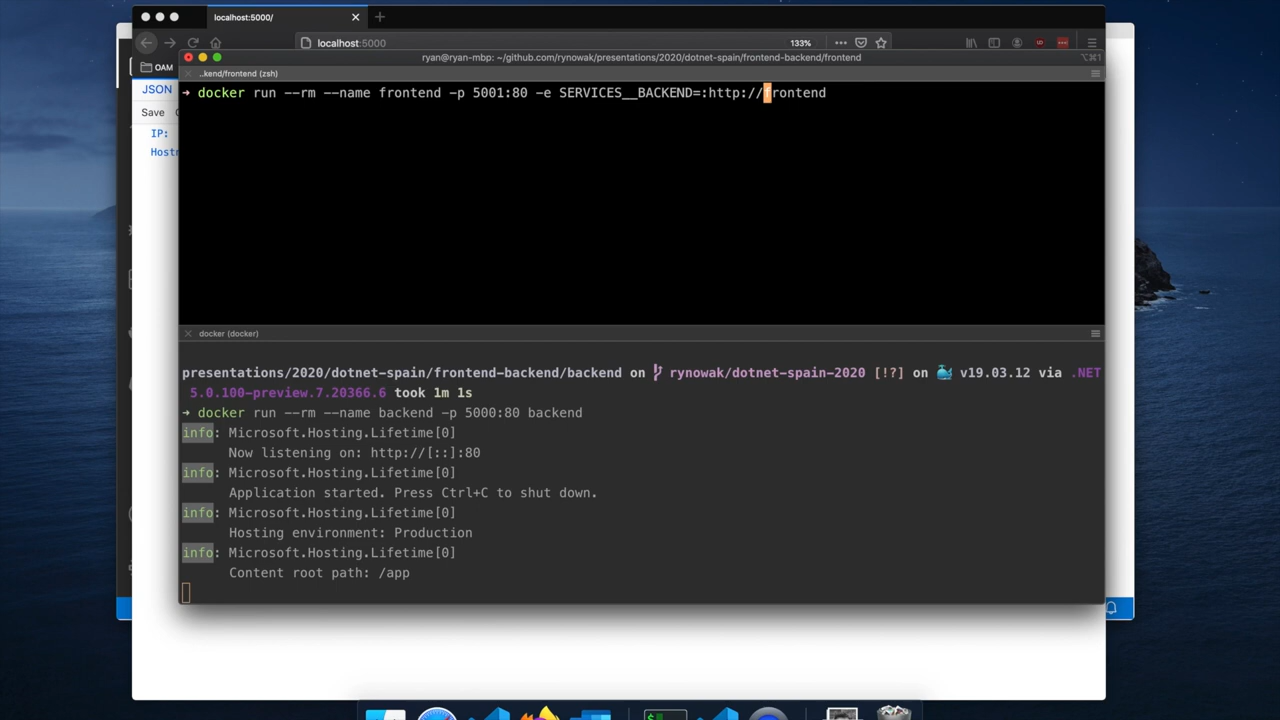 localhost:5000/
localhost:5000
133%
ryan@ryan-mbp: ~/github.com/rynowak/presentations/2020/dotnet-spain/frontend-backend/frontend
⌥⌘1
OAM
..kend/frontend (zsh)
JSON
Save
IP:
Host
➜ docker run --rm --name frontend -p 5001:80 -e SERVICES__BACKEND=:http://frontend
docker (docker)
presentations/2020/dotnet-spain/frontend-backend/backend on rynowak/dotnet-spain-2020 [!?] on 🐳 v19.03.12 via .NET
5.0.100-preview.7.20366.6 took 1m 1s
➜ docker run --rm --name backend -p 5000:80 backend
info: Microsoft.Hosting.Lifetime[0]
Now listening on: http://[::]:80
info: Microsoft.Hosting.Lifetime[0]
Application started. Press Ctrl+C to shut down.
info: Microsoft.Hosting.Lifetime[0]
Hosting environment: Production
info: Microsoft.Hosting.Lifetime[0]
Content root path: /app